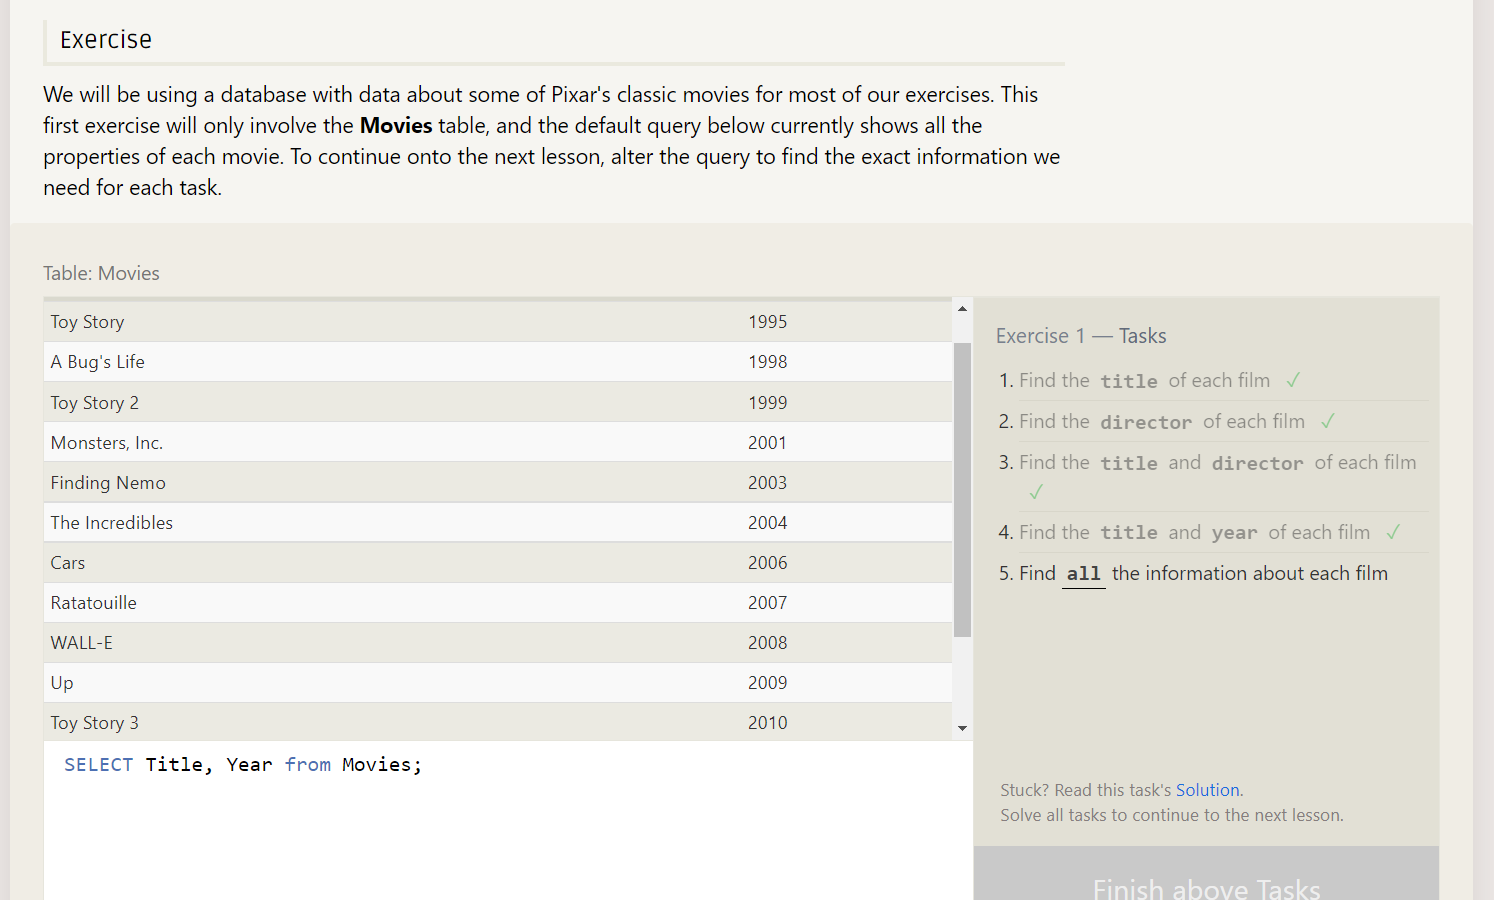 Exercise
We will be using a database with data about some of Pixar's classic movies for most of our exercises. This
first exercise will only involve the Movies table, and the default query below currently shows all the
properties of each movie. To continue onto the next lesson, alter the query to find the exact information we
need for each task.
Table: Movies
Toy Story 1995
A Bug's Life 1998
Toy Story 2 1999
Monsters, Inc. 2001
Finding Nemo 2003
The Incredibles 2004
Cars 2006
Ratatouille 2007
WALL-E 2008
Up 2009
Toy Story 3 2010
SELECT Title, Year from Movies;
Exercise 1 — Tasks
1. Find the title of each film ✓
2. Find the director of each film ✓
3. Find the title and director of each film
✓
4. Find the title and year of each film ✓
5. Find all the information about each film
Stuck? Read this task's Solution.
Solve all tasks to continue to the next lesson.
Finish above Tasks